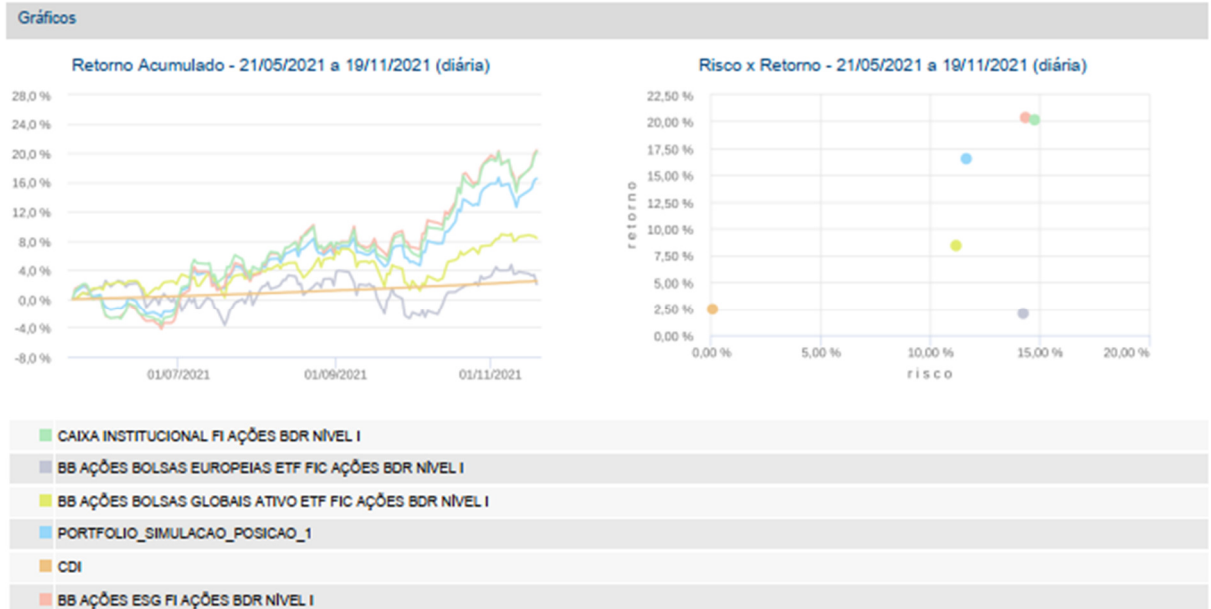 Gráficos
Retorno Acumulado - 21/05/2021 a 19/11/2021 (diária)
28,0 %
24,0 %
20,0 %
16,0 %
12,0 %
8,0 %
4,0 %
0,0 %
-4,0 %
-8,0 %
01/07/2021
01/09/2021
01/11/2021
Risco x Retorno - 21/05/2021 a 19/11/2021 (diária)
retorno
22,50 %
20,00 %
17,50 %
15,00 %
12,50 %
10,00 %
7,50 %
5,00 %
2,50 %
0,00 %
0,00 %
5,00 %
10,00 %
15,00 %
20,00 %
risco
CAIXA INSTITUCIONAL FI AÇÕES BDR NÍVEL I
BB AÇÕES BOLSAS EUROPEIAS ETF FIC AÇÕES BDR NÍVEL I
BB AÇÕES BOLSAS GLOBAIS ATIVO ETF FIC AÇÕES BDR NÍVEL I
PORTFOLIO_SIMULACAO_POSICAO_1
CDI
BB AÇÕES ESG FI AÇÕES BDR NÍVEL I